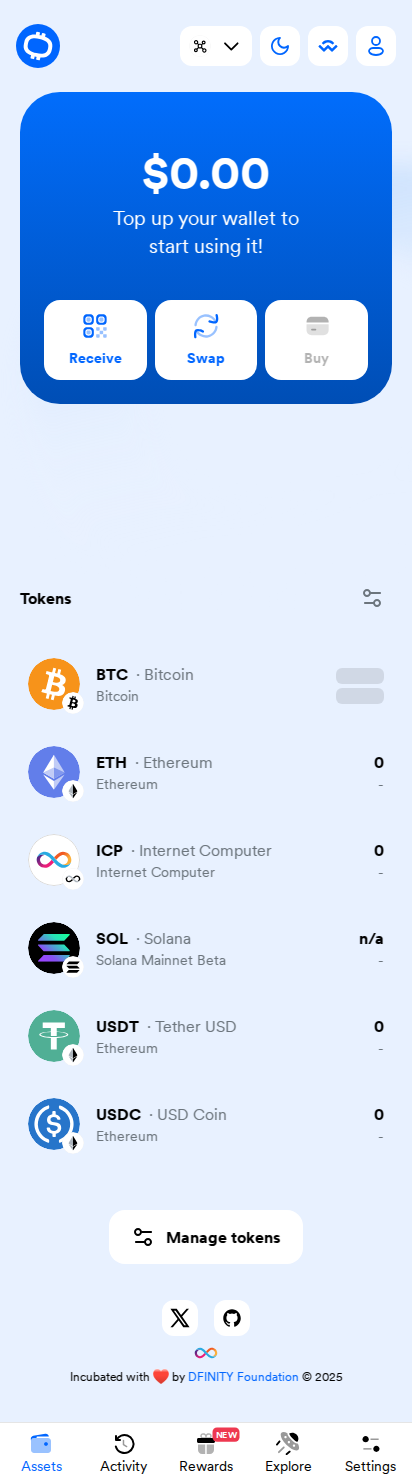 $0.00
Top up your wallet to
start using it!
Receive
Swap
Buy
Tokens
BTC · Bitcoin
Bitcoin
ETH · Ethereum
0
Ethereum
-
ICP · Internet Computer
0
Internet Computer
-
SOL · Solana
n/a
Solana Mainnet Beta
-
USDT · Tether USD
0
Ethereum
-
USDC · USD Coin
0
Ethereum
-
Manage tokens
Incubated with ❤️ by DFINITY Foundation © 2025
NEW
Assets
Activity
Rewards
Explore
Settings